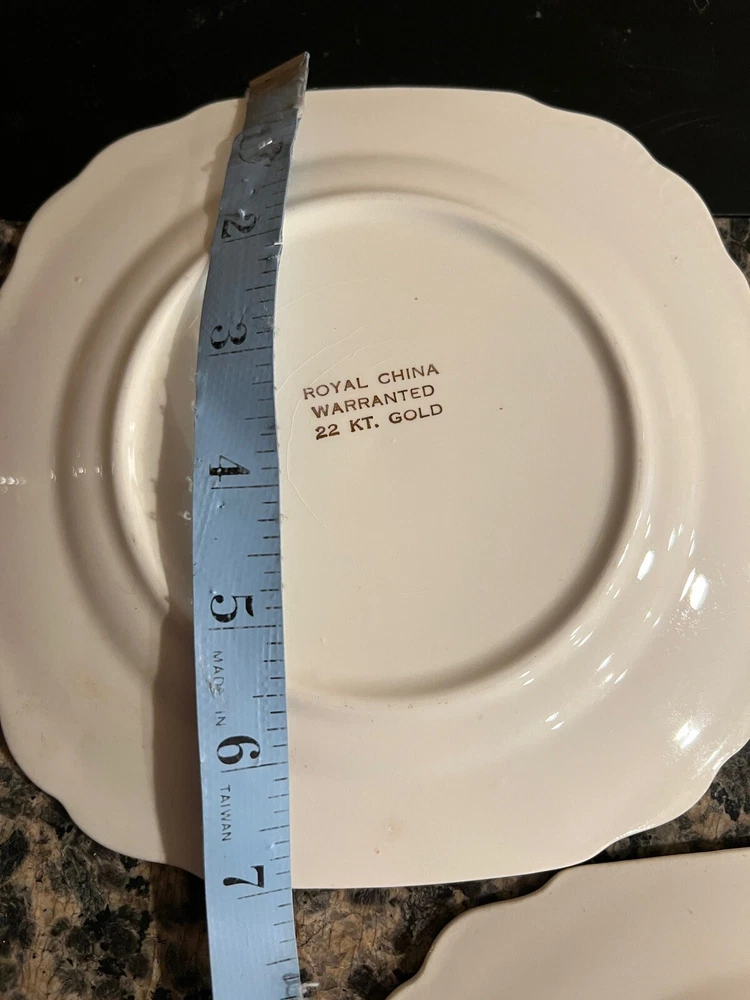 2
3
4
5
MADE IN
6
TAIWAN
7
ROYAL CHINA
WARRANTED
22 KT. GOLD